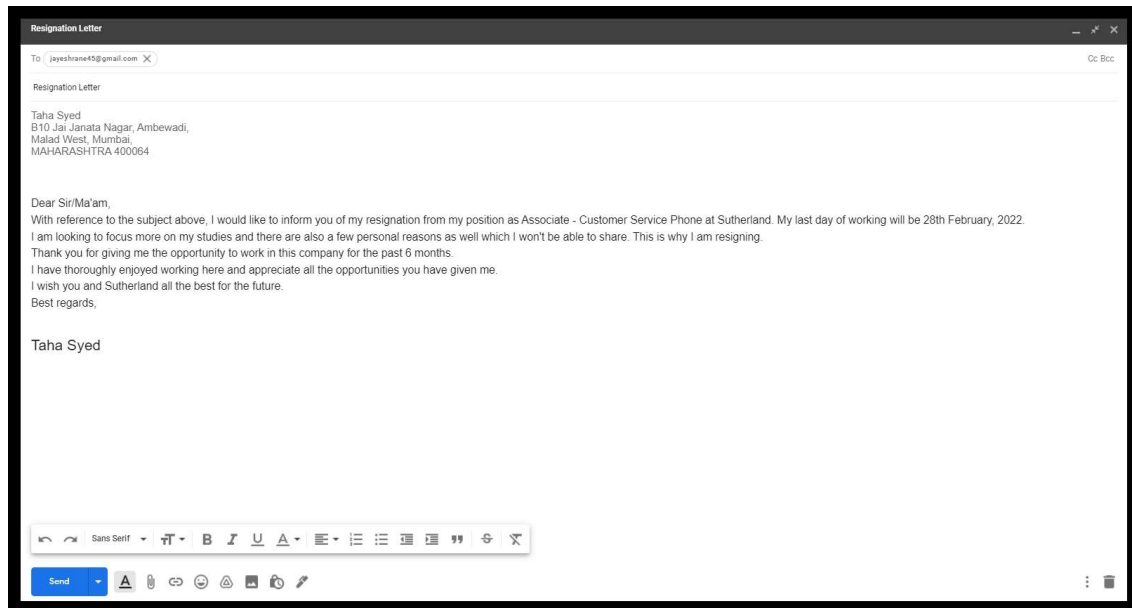 Resignation Letter
To jayeshrane45@gmail.com Cc Bcc
Resignation Letter
Taha Syed
B10 Jai Janata Nagar, Ambewadi,
Malad West, Mumbai,
MAHARASHTRA 400064
Dear Sir/Ma'am,
With reference to the subject above, I would like to inform you of my resignation from my position as Associate - Customer Service Phone at Sutherland. My last day of working will be 28th February, 2022.
I am looking to focus more on my studies and there are also a few personal reasons as well which I won't be able to share. This is why I am resigning.
Thank you for giving me the opportunity to work in this company for the past 6 months.
I have thoroughly enjoyed working here and appreciate all the opportunities you have given me.
I wish you and Sutherland all the best for the future.
Best regards,
Taha Syed
Sans Serif
Send